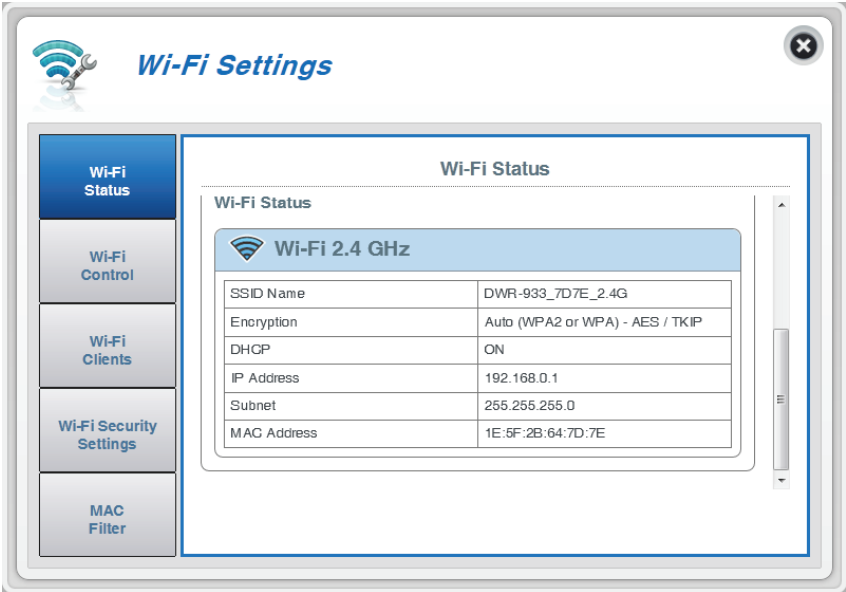 Wi-Fi Settings
Wi-Fi
Status
Wi-Fi
Control
Wi-Fi
Clients
Wi-Fi Security
Settings
MAC
Filter
Wi-Fi Status
Wi-Fi Status
Wi-Fi 2.4 GHz
SSID Name DWR-933_7D7E_2.4G
Encryption Auto (WPA2 or WPA) - AES / TKIP
DHCP ON
IP Address 192.168.0.1
Subnet 255.255.255.0
MAC Address 1E:5F:2B:64:7D:7E